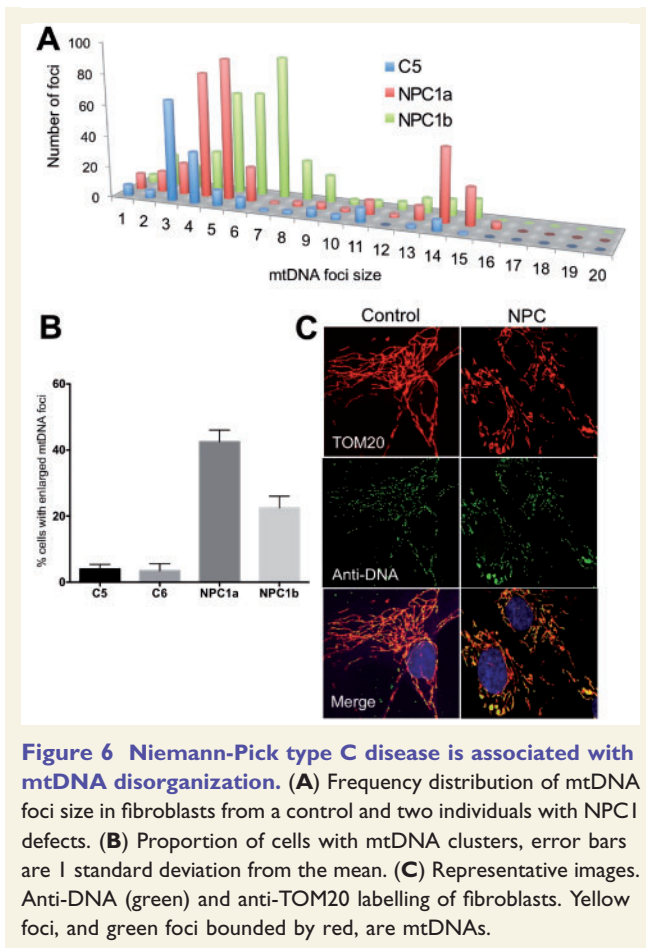 A
100
80
60
40
20
0
Number of foci
C5
NPC1a
NPC1b
1 2 3 4 5 6 7 8 9 10 11 12 13 14 15 16 17 18 19 20
mtDNA foci size
B
60
40
20
0
% cells with enlarged mtDNA foci
C5 C6 NPC1a NPC1b
C
Control NPC
TOM20
Anti-DNA
Merge
Figure 6 Niemann-Pick type C disease is associated with
mtDNA disorganization. (A) Frequency distribution of mtDNA
foci size in fibroblasts from a control and two individuals with NPC1
defects. (B) Proportion of cells with mtDNA clusters, error bars
are 1 standard deviation from the mean. (C) Representative images.
Anti-DNA (green) and anti-TOM20 labelling of fibroblasts. Yellow
foci, and green foci bounded by red, are mtDNAs.